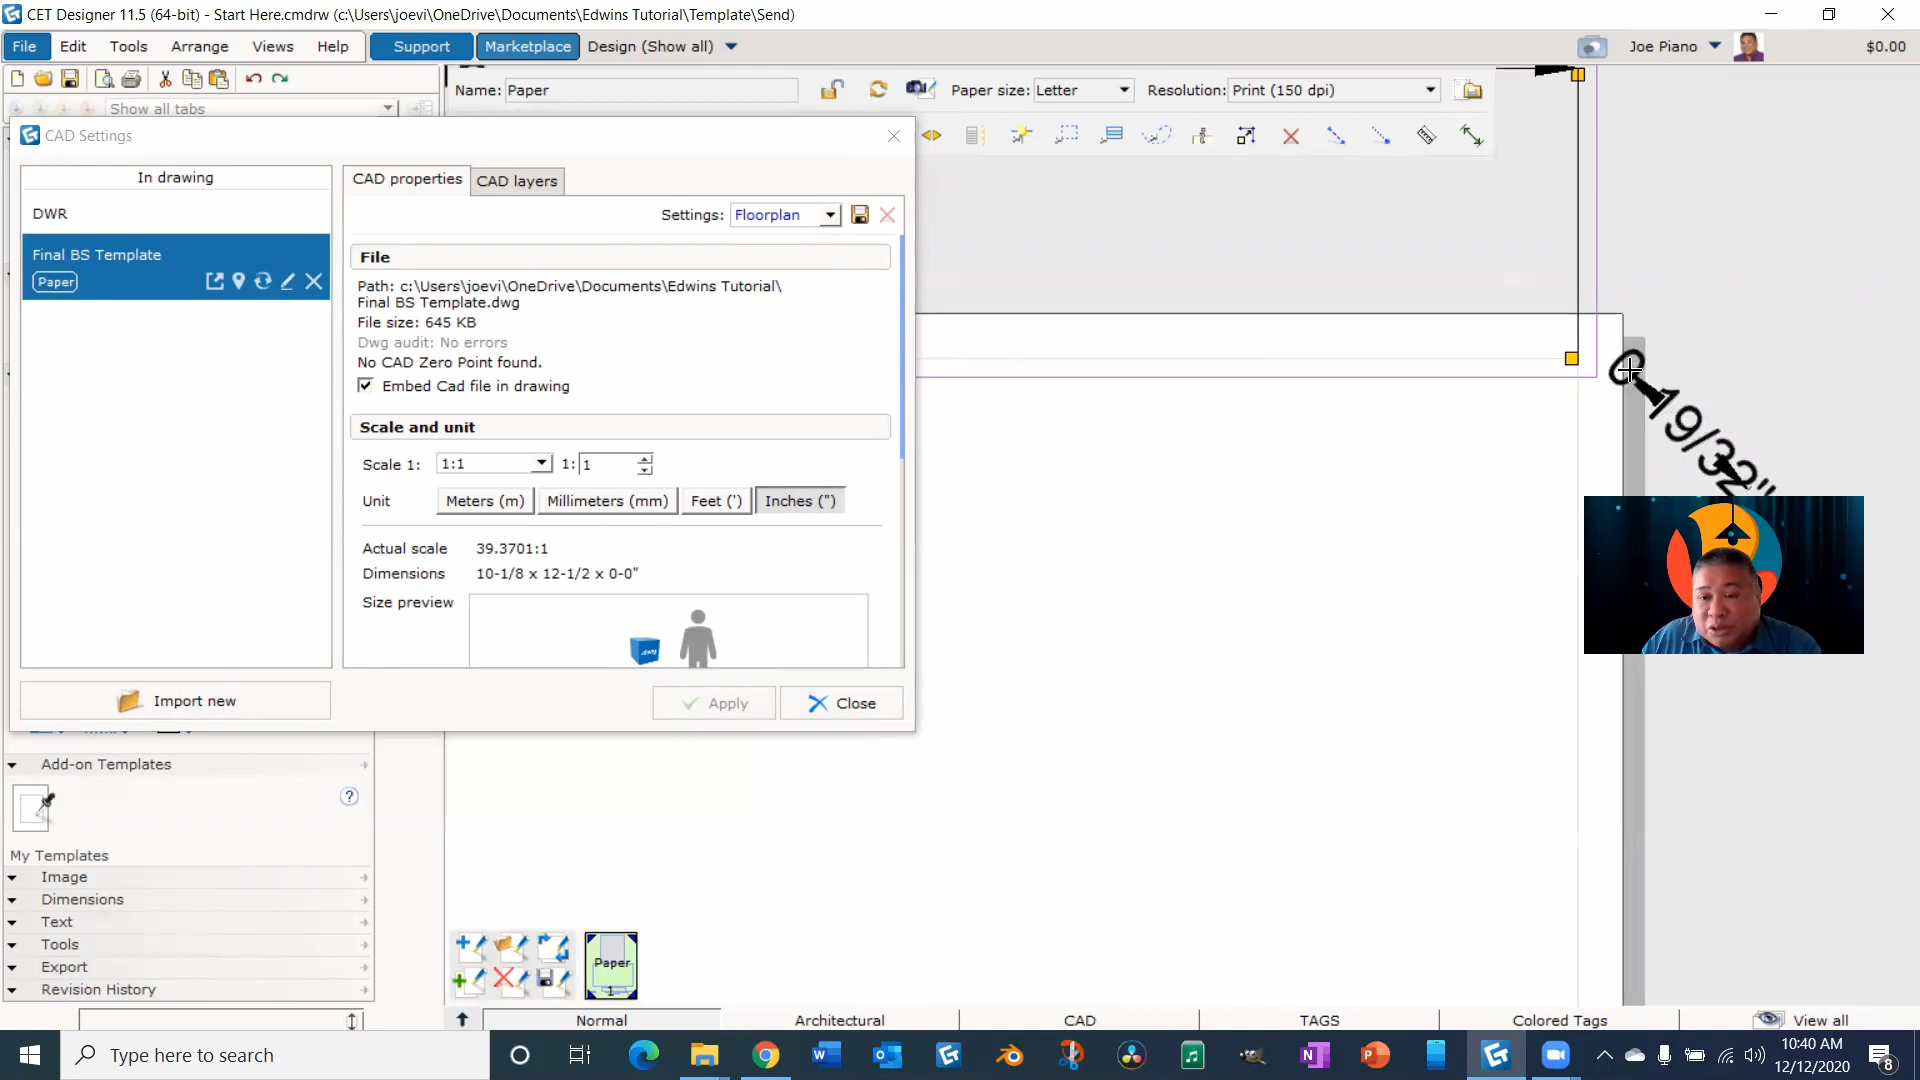 CET Designer 11.5 (64-bit) - Start Here.cmdrw (c:\Users\joevi\OneDrive\Documents\Edwins Tutorial\Template\Send)
File Edit Tools Arrange Views Help Support Marketplace Design (Show all) Joe Piano $0.00
Show all tabs
Name: Paper Paper size: Letter Resolution: Print (150 dpi)
CAD Settings
In drawing
DWR
Final BS Template
Paper
CAD properties CAD layers
Settings: Floorplan
File
Path: c:\Users\joevi\OneDrive\Documents\Edwins Tutorial\
Final BS Template.dwg
File size: 645 KB
Dwg audit: No errors
No CAD Zero Point found.
Embed Cad file in drawing
Scale and unit
Scale 1: 1:1 1: 1
Unit Meters (m) Millimeters (mm) Feet (') Inches (")
Actual scale 39.3701:1
Dimensions 10-1/8 x 12-1/2 x 0-0"
Size preview
.dwg
Import new Apply Close
0-19/32"
Add-on Templates
?
My Templates
Image
Dimensions
Text
Tools
Export
Revision History
Paper
1
Normal Architectural CAD TAGS Colored Tags View all
Type here to search
10:40 AM
12/12/2020
8